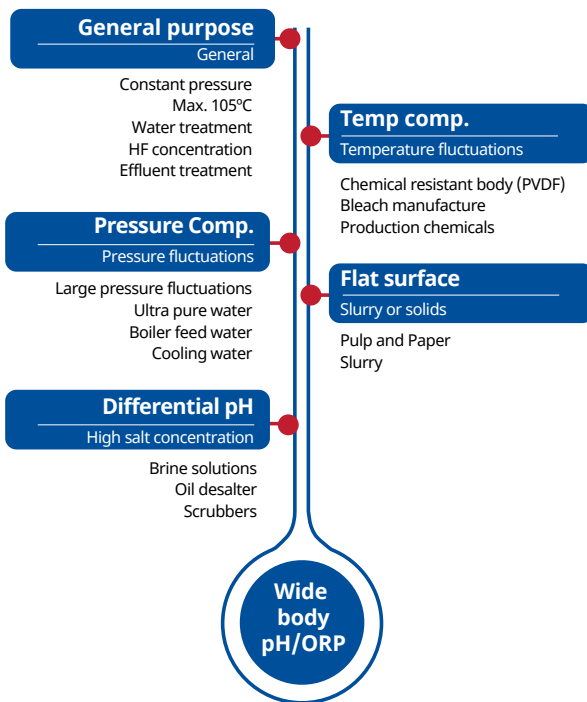 General purpose
General
Constant pressure
Max. 105ºC
Water treatment
HF concentration
Effluent treatment
Temp comp.
Temperature fluctuations
Chemical resistant body (PVDF)
Bleach manufacture
Production chemicals
Pressure Comp.
Pressure fluctuations
Large pressure fluctuations
Ultra pure water
Boiler feed water
Cooling water
Flat surface
Slurry or solids
Pulp and Paper
Slurry
Differential pH
High salt concentration
Brine solutions
Oil desalter
Scrubbers
Wide
body
pH/ORP